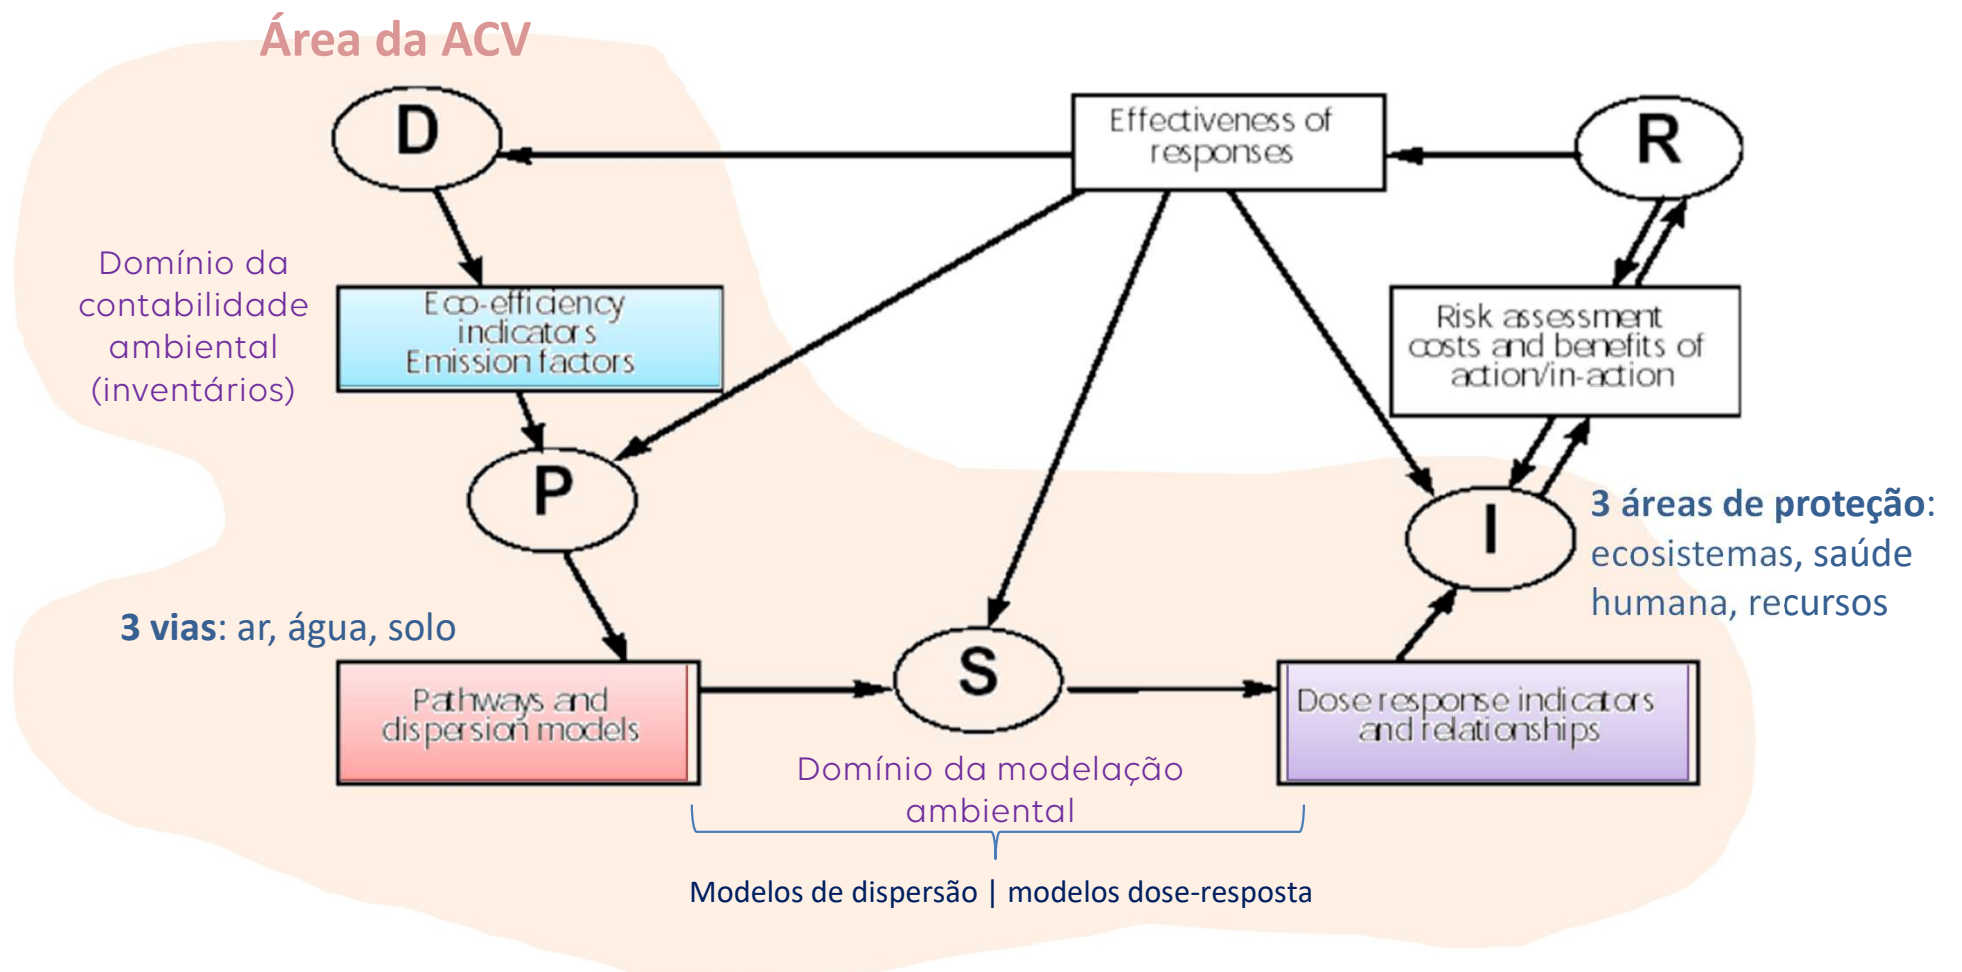 Área da ACV
D
Effectiveness of
responses
R
Domínio da
contabilidade
ambiental
(inventários)
Eco-efficiency
indicators
Emission factors
Risk assessment
costs and benefits of
action/in-action
P
I
3 áreas de proteção:
ecosistemas, saúde
humana, recursos
3 vias: ar, água, solo
Pathways and
dispersion models
S
Dose response indicators
and relationships
Domínio da modelação
ambiental
Modelos de dispersão | modelos dose-resposta